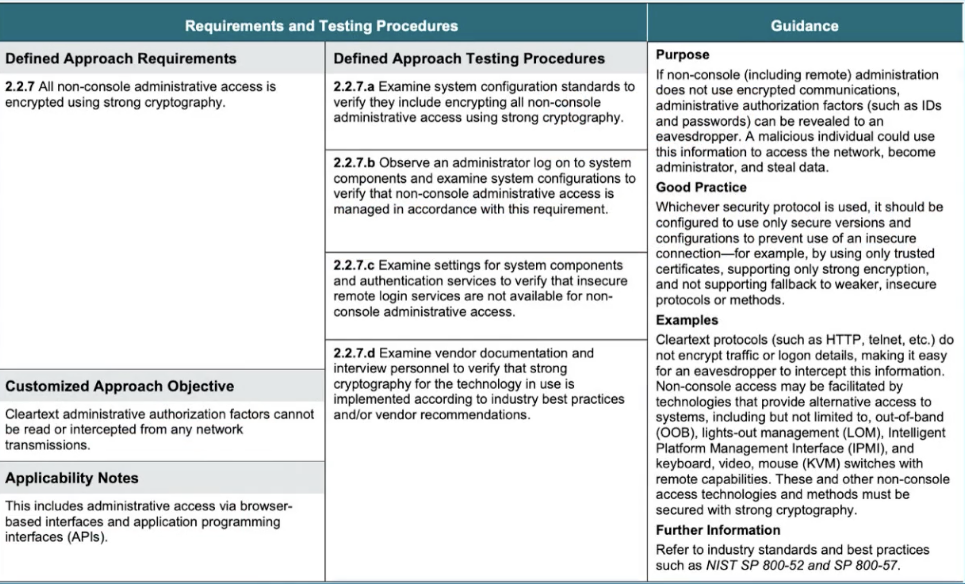 Requirements and Testing Procedures
Guidance
Defined Approach Requirements
2.2.7 All non-console administrative access is
encrypted using strong cryptography.
Customized Approach Objective
Cleartext administrative authorization factors cannot
be read or intercepted from any network
transmissions.
Applicability Notes
This includes administrative access via browser-
based interfaces and application programming
interfaces (APIs).
Defined Approach Testing Procedures
2.2.7.a Examine system configuration standards to
verify they include encrypting all non-console
administrative access using strong cryptography.
2.2.7.b Observe an administrator log on to system
components and examine system configurations to
verify that non-console administrative access is
managed in accordance with this requirement.
2.2.7.c Examine settings for system components
and authentication services to verify that insecure
remote login services are not available for non-
console administrative access.
2.2.7.d Examine vendor documentation and
interview personnel to verify that strong
cryptography for the technology in use is
implemented according to industry best practices
and/or vendor recommendations.
Purpose
If non-console (including remote) administration
does not use encrypted communications,
administrative authorization factors (such as IDs
and passwords) can be revealed to an
eavesdropper. A malicious individual could use
this information to access the network, become
administrator, and steal data.
Good Practice
Whichever security protocol is used, it should be
configured to use only secure versions and
configurations to prevent use of an insecure
connection—for example, by using only trusted
certificates, supporting only strong encryption,
and not supporting fallback to weaker, insecure
protocols or methods.
Examples
Cleartext protocols (such as HTTP, telnet, etc.) do
not encrypt traffic or logon details, making it easy
for an eavesdropper to intercept this information.
Non-console access may be facilitated by
technologies that provide alternative access to
systems, including but not limited to, out-of-band
(OOB), lights-out management (LOM), Intelligent
Platform Management Interface (IPMI), and
keyboard, video, mouse (KVM) switches with
remote capabilities. These and other non-console
access technologies and methods must be
secured with strong cryptography.
Further Information
Refer to industry standards and best practices
such as NIST SP 800-52 and SP 800-57.